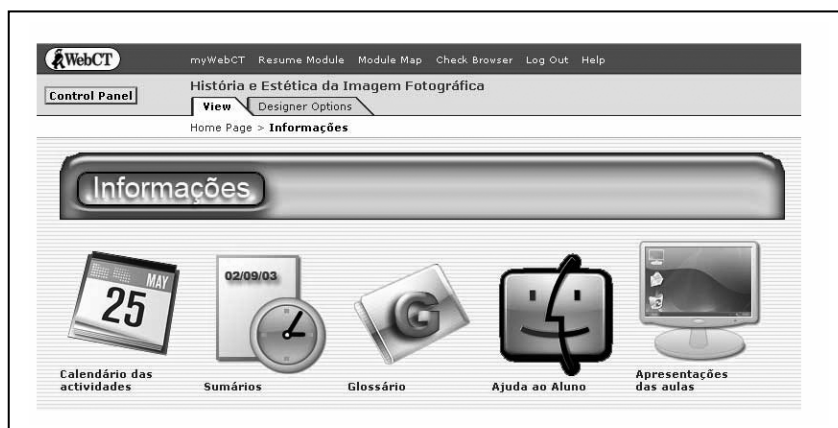 WebCT
myWebCT Resume Module Module Map Check Browser Log Out Help
Control Panel
História e Estética da Imagem Fotográfica
View Designer Options
Home Page > Informações
Informações
MAY
25
02/09/03
G
Calendário das
actividades
Sumários
Glossário
Ajuda ao Aluno
Apresentações
das aulas